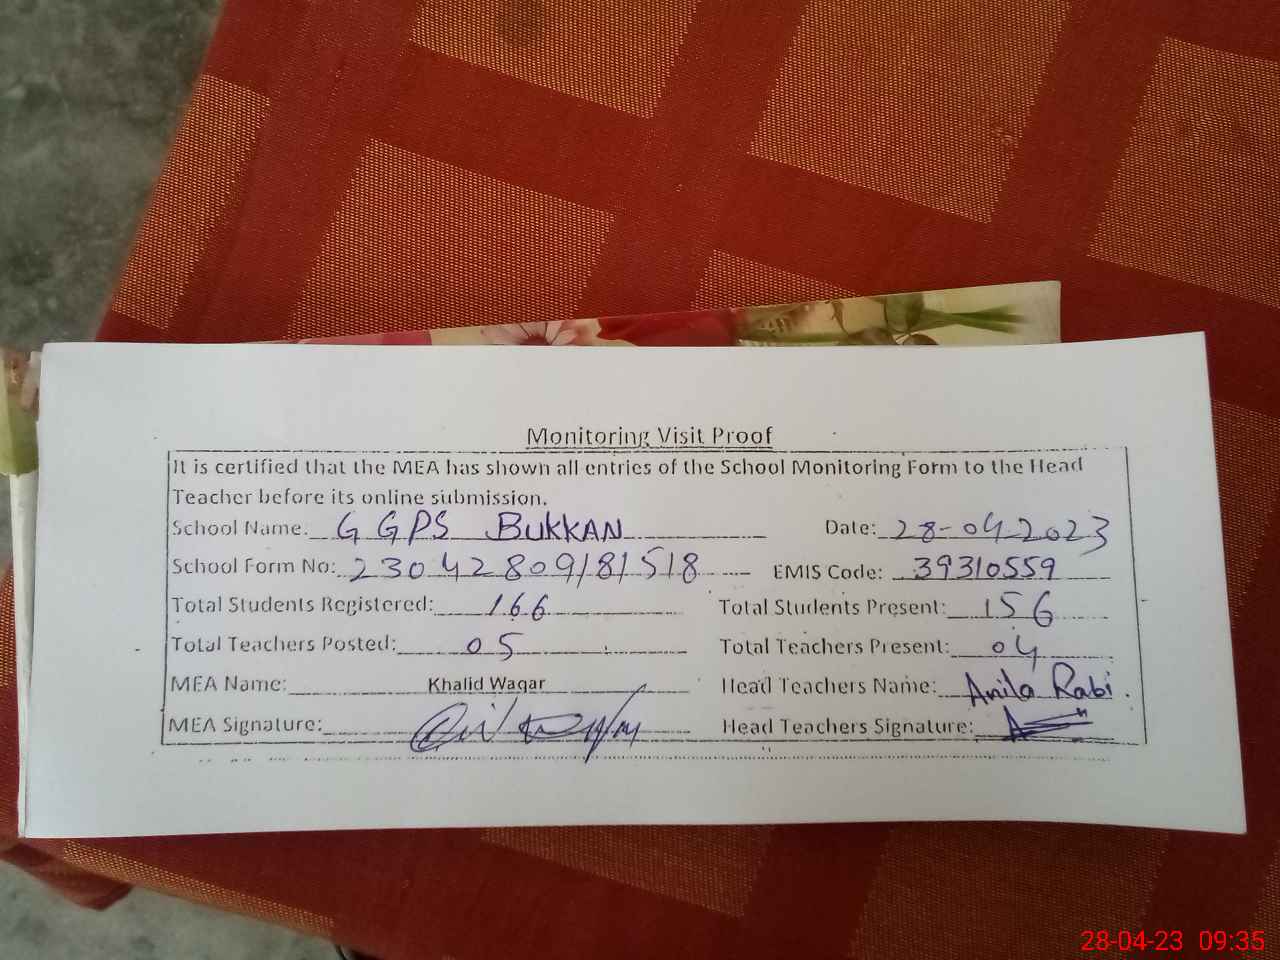 Monitoring Visit Proof
It is certified that the MEA has shown all entries of the School Monitoring Form to the Head
Teacher before its online submission.
School Name: G GPS BUKKAN Date: 28-04-2023
School Form No: 23042809181518 EMIS Code: 39310559
Total Students Registered: 166 Total Students Present: 156
Total Teachers Posted: 05 Total Teachers Present: 04
MEA Name: Khalid Waqar Head Teachers Name: Anila Rabi.
MEA Signature: Head Teachers Signature:
28-04-23 09:35